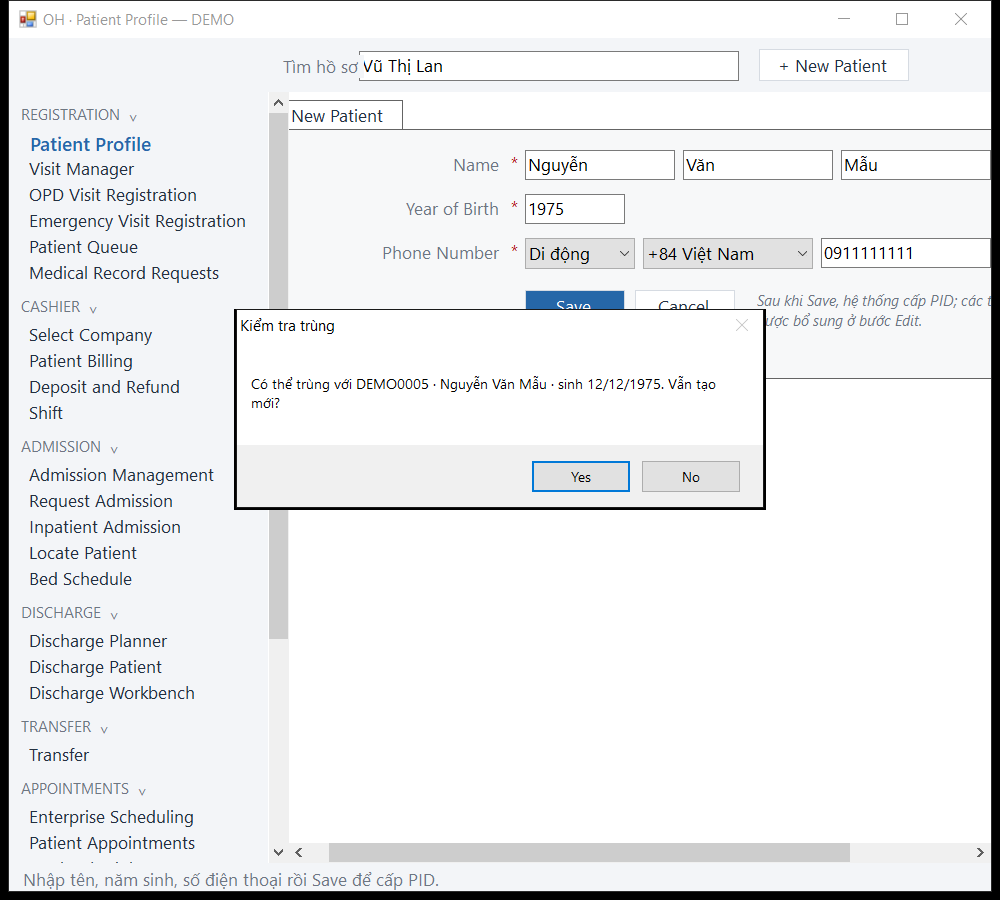 OH · Patient Profile — DEMO
Tìm hồ sơ Vũ Thị Lan + New Patient
REGISTRATION
Patient Profile
Visit Manager
OPD Visit Registration
Emergency Visit Registration
Patient Queue
Medical Record Requests
CASHIER
Select Company
Patient Billing
Deposit and Refund
Shift
ADMISSION
Admission Management
Request Admission
Inpatient Admission
Locate Patient
Bed Schedule
DISCHARGE
Discharge Planner
Discharge Patient
Discharge Workbench
TRANSFER
Transfer
APPOINTMENTS
Enterprise Scheduling
Patient Appointments
New Patient
Name * Nguyễn Văn Mẫu
Year of Birth * 1975
Phone Number * Di động +84 Việt Nam 0911111111
Save Cancel Sau khi Save, hệ thống cấp PID; các
bổ sung ở bước Edit.
Kiểm tra trùng
Có thể trùng với DEMO0005 · Nguyễn Văn Mẫu · sinh 12/12/1975. Vẫn tạo
mới?
Yes No
Nhập tên, năm sinh, số điện thoại rồi Save để cấp PID.